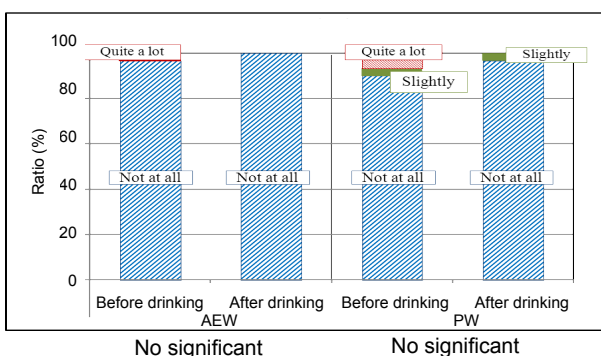 100
80
60
40
20
0
Ratio (%)
Quite a lot
Quite a lot
Slightly
Slightly
Not at all
Not at all
Not at all
Not at all
Before drinking
After drinking
Before drinking
After drinking
AEW
PW
No significant
No significant